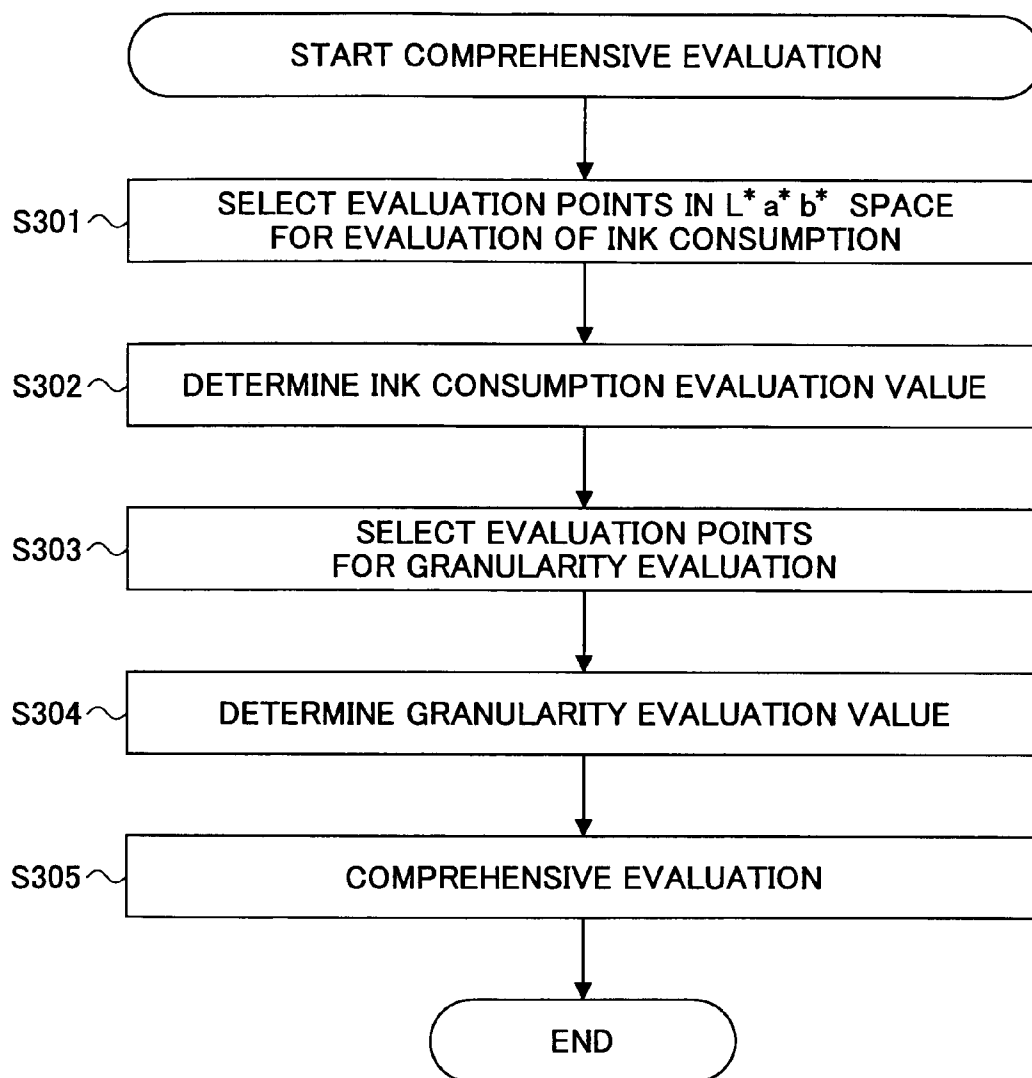 START COMPREHENSIVE EVALUATION
S301
SELECT EVALUATION POINTS IN L* a* b* SPACE
FOR EVALUATION OF INK CONSUMPTION
S302
DETERMINE INK CONSUMPTION EVALUATION VALUE
S303
SELECT EVALUATION POINTS
FOR GRANULARITY EVALUATION
S304
DETERMINE GRANULARITY EVALUATION VALUE
S305
COMPREHENSIVE EVALUATION
END